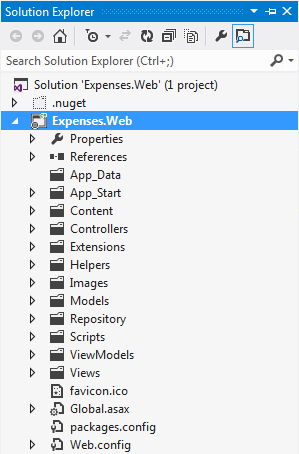 Solution Explorer
Search Solution Explorer (Ctrl+;)
Solution 'Expenses.Web' (1 project)
.nuget
Expenses.Web
Properties
References
App_Data
App_Start
Content
Controllers
Extensions
Helpers
Images
Models
Repository
Scripts
ViewModels
Views
favicon.ico
Global.asax
packages.config
Web.config